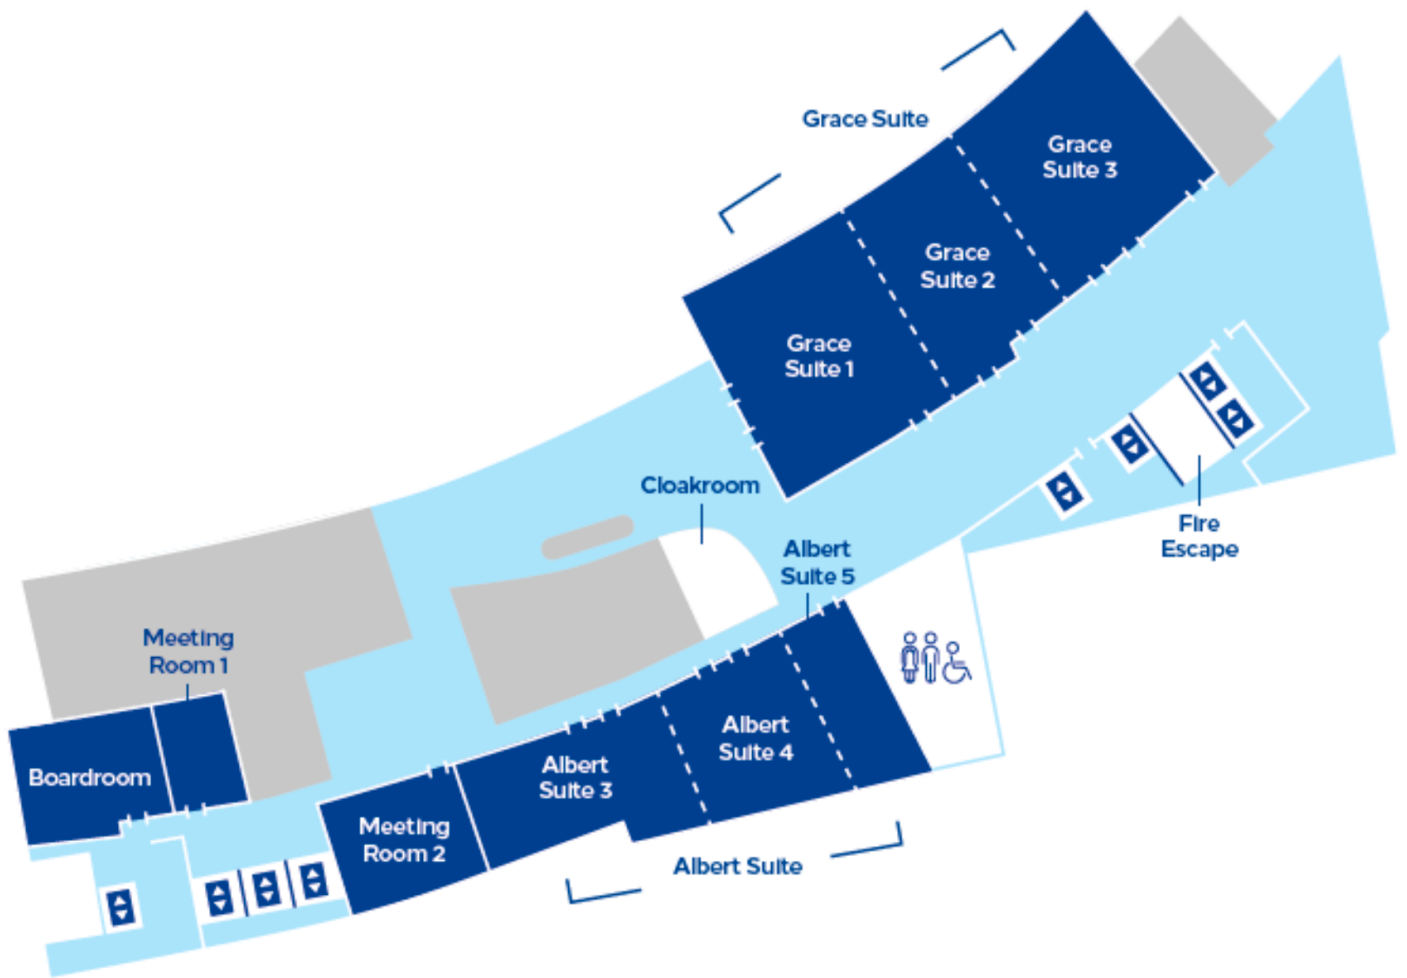 Grace Suite
Grace
Suite 3
Grace
Suite 2
Grace
Suite 1
Cloakroom
Albert
Suite 5
Fire
Escape
Meeting
Room 1
Boardroom
Albert
Suite 4
Albert
Suite 3
Meeting
Room 2
Albert Suite